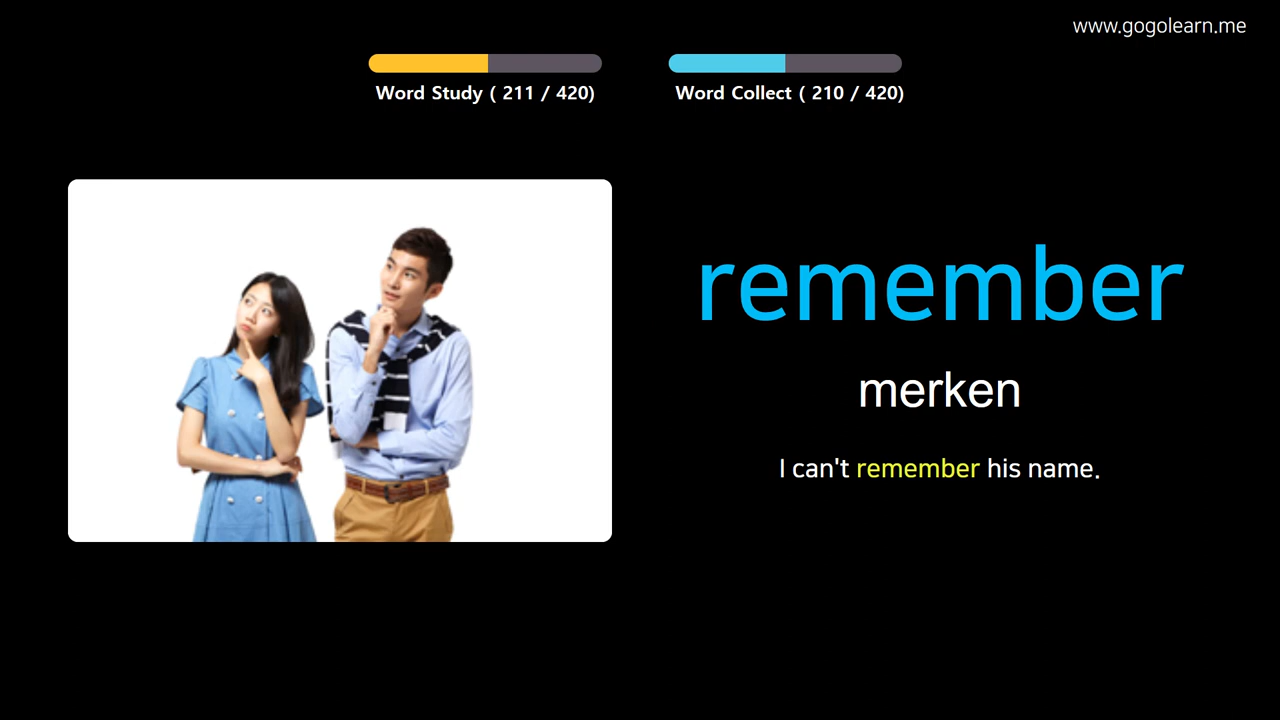 www.gogolearn.me
Word Study ( 211 / 420)
Word Collect ( 210 / 420)
remember
merken
I can't remember his name.